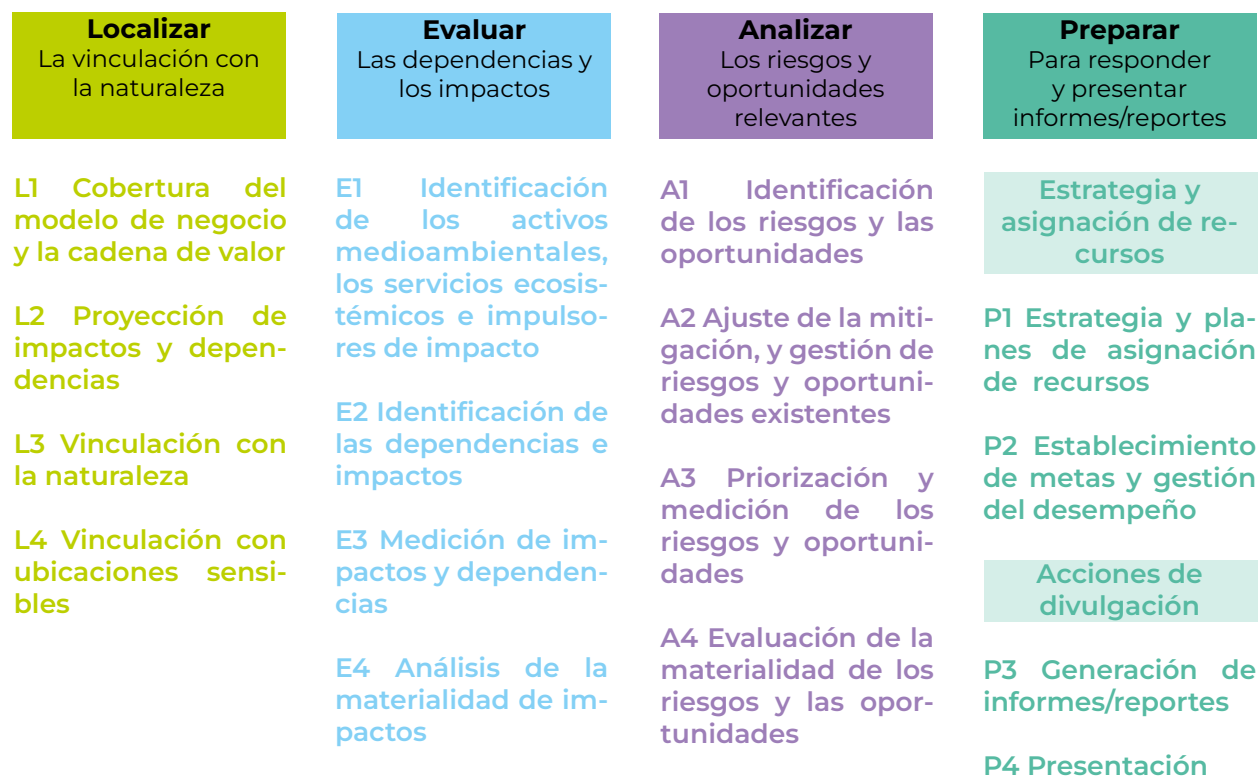 Localizar
La vinculación con
la naturaleza
L1 Cobertura del
modelo de negocio
y la cadena de valor
L2 Proyección de
impactos y depen-
dencias
L3 Vinculación con
la naturaleza
L4 Vinculación con
ubicaciones sensi-
bles
Evaluar
Las dependencias y
los impactos
E1 Identificación
de los activos
medioambientales,
los servicios ecosis-
témicos e impulso-
res de impacto
E2 Identificación de
las dependencias e
impactos
E3 Medición de im-
pactos y dependen-
cias
E4 Análisis de la
materialidad de im-
pactos
Analizar
Los riesgos y
oportunidades
relevantes
A1 Identificación
de los riesgos y las
oportunidades
A2 Ajuste de la miti-
gación, y gestión de
riesgos y oportuni-
dades existentes
A3 Priorización y
medición de los
riesgos y oportuni-
dades
A4 Evaluación de la
materialidad de los
riesgos y las opor-
tunidades
Preparar
Para responder
y presentar
informes/reportes
Estrategia y
asignación de re-
cursos
P1 Estrategia y pla-
nes de asignación
de recursos
P2 Establecimiento
de metas y gestión
del desempeño
Acciones de
divulgación
P3 Generación de
informes/reportes
P4 Presentación